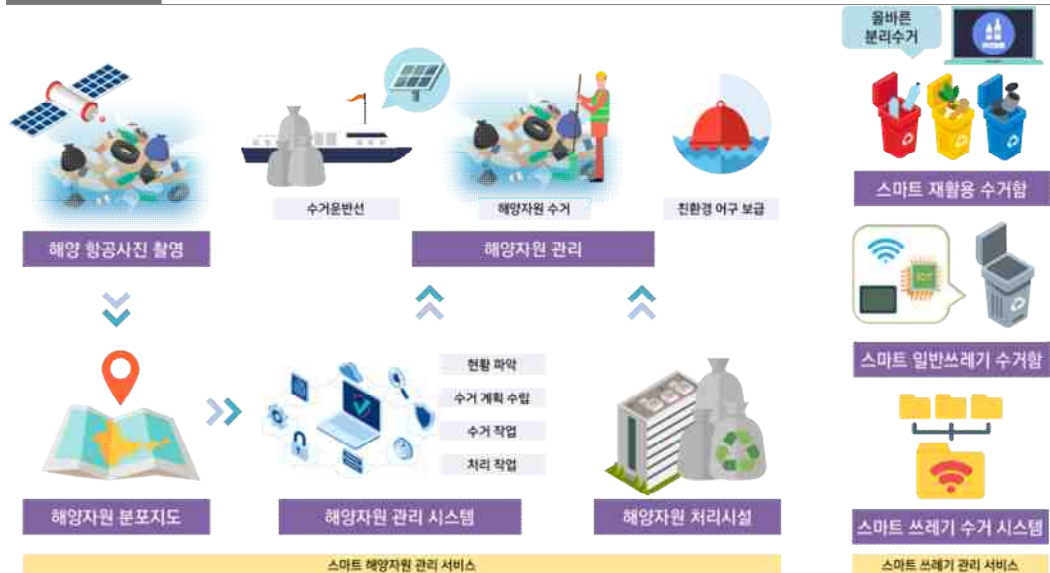 수거운반선
해양자원 수거
친환경 어구 보급
해양 항공사진 촬영
해양자원 관리
현황 파악
수거 계획 수립
수거 작업
처리 작업
해양자원 분포지도
해양자원 관리 시스템
해양자원 처리시설
스마트 해양자원 관리 서비스
올바른
분리수거
스마트 재활용 수거함
스마트 일반쓰레기 수거함
스마트 쓰레기 수거 시스템
스마트 쓰레기 관리 서비스